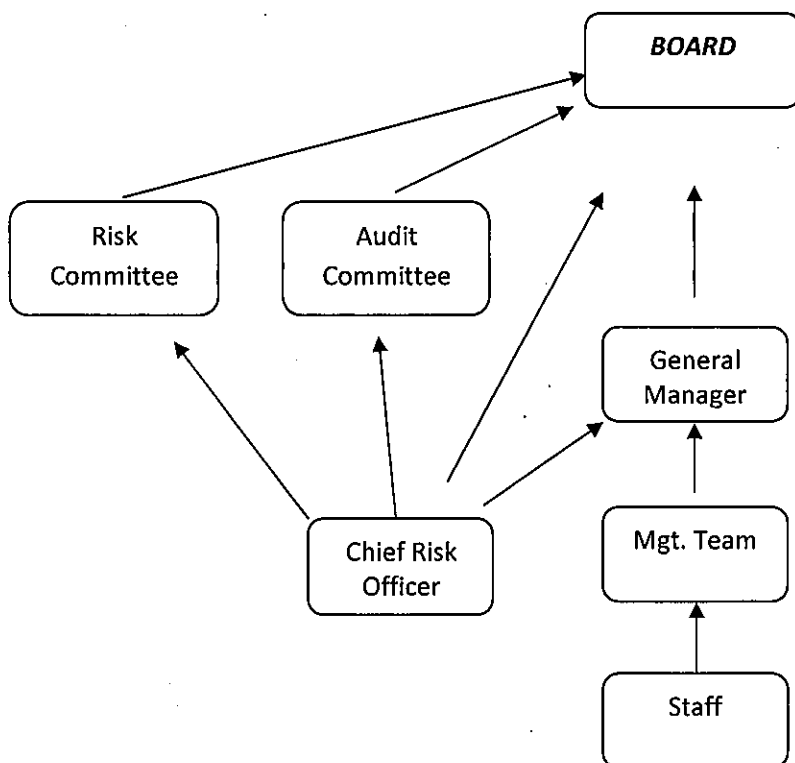 BOARD
Risk
Committee
Audit
Committee
General
Manager
Chief Risk
Officer
Mgt. Team
Staff